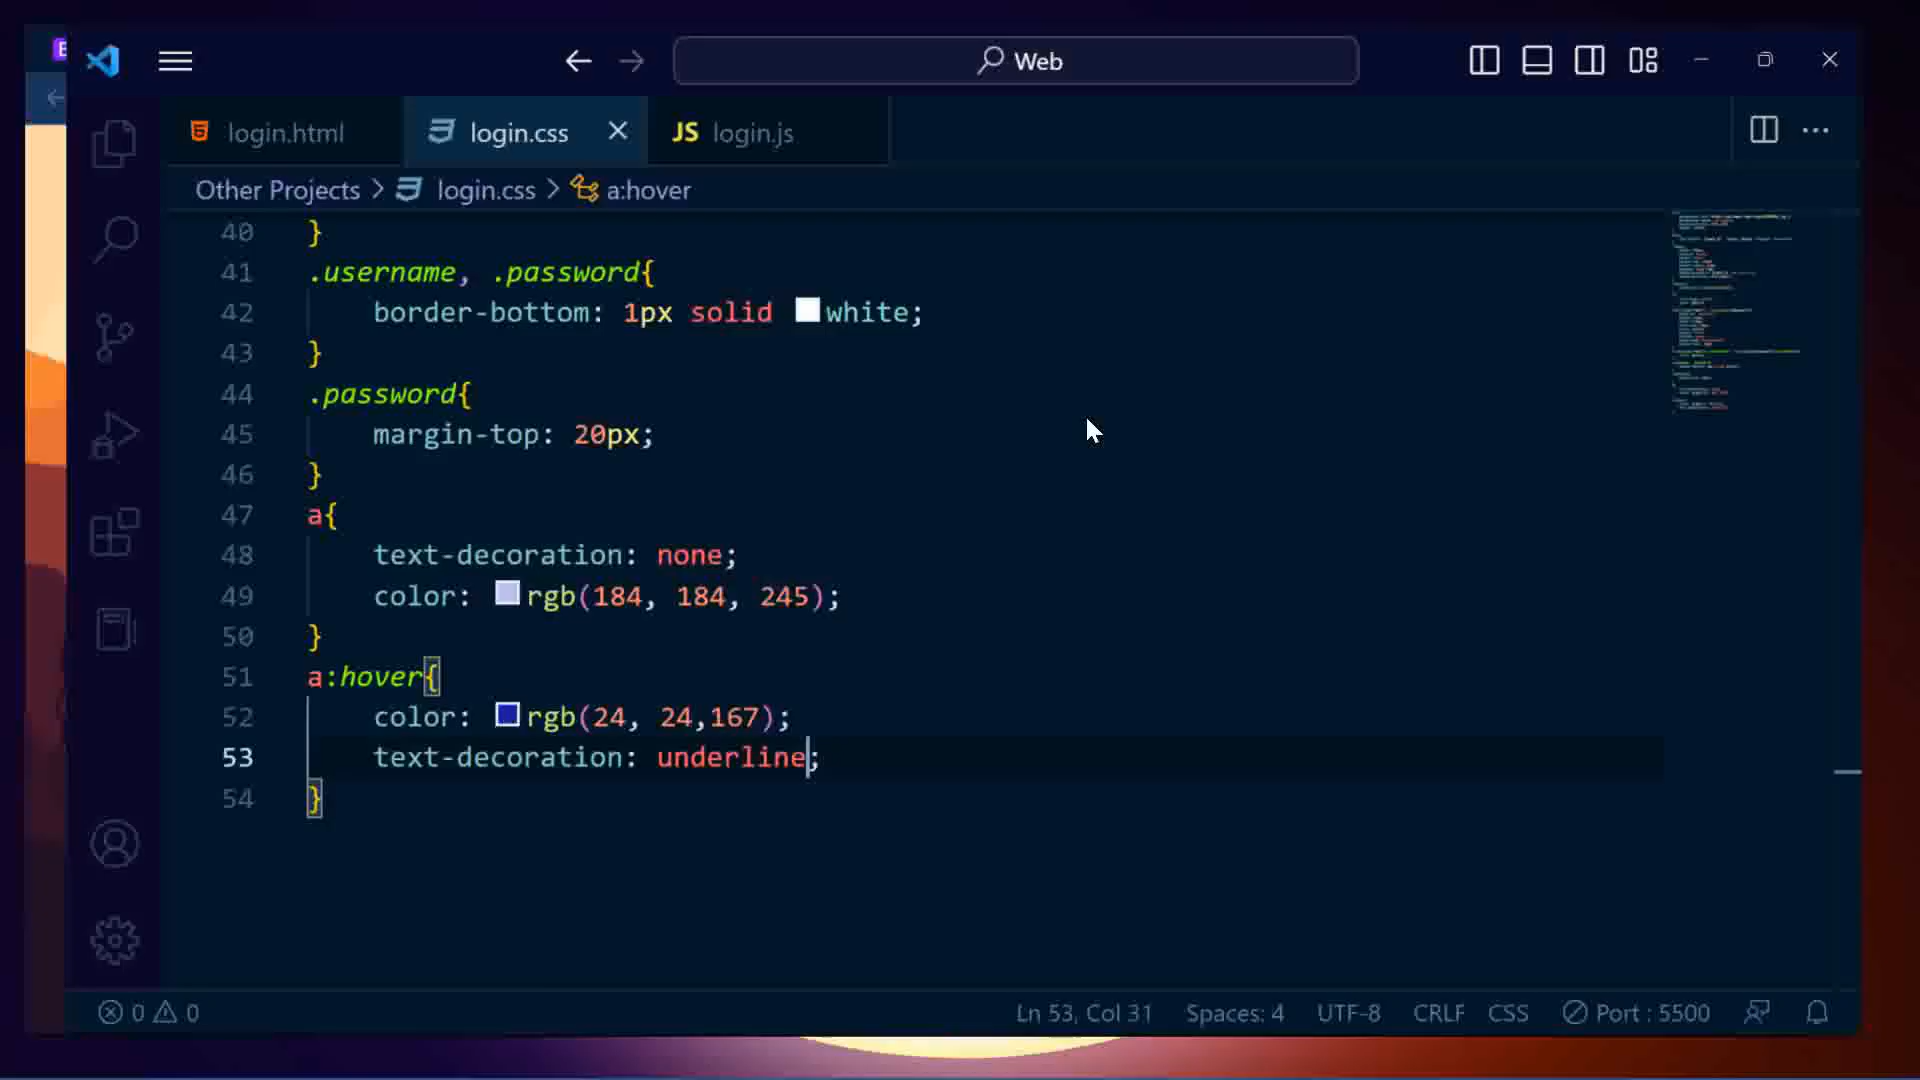 Web
login.html
login.css
JS login.js
Other Projects > login.css > a:hover
40 }
41 .username, .password{
42 border-bottom: 1px solid white;
43 }
44 .password{
45 margin-top: 20px;
46 }
47 a{
48 text-decoration: none;
49 color: rgb(184, 184, 245);
50 }
51 a:hover{
52 color: rgb(24, 24,167);
53 text-decoration: underline;
54 }
0 0
Ln 53, Col 31
Spaces: 4
UTF-8
CRLF
CSS
Port : 5500